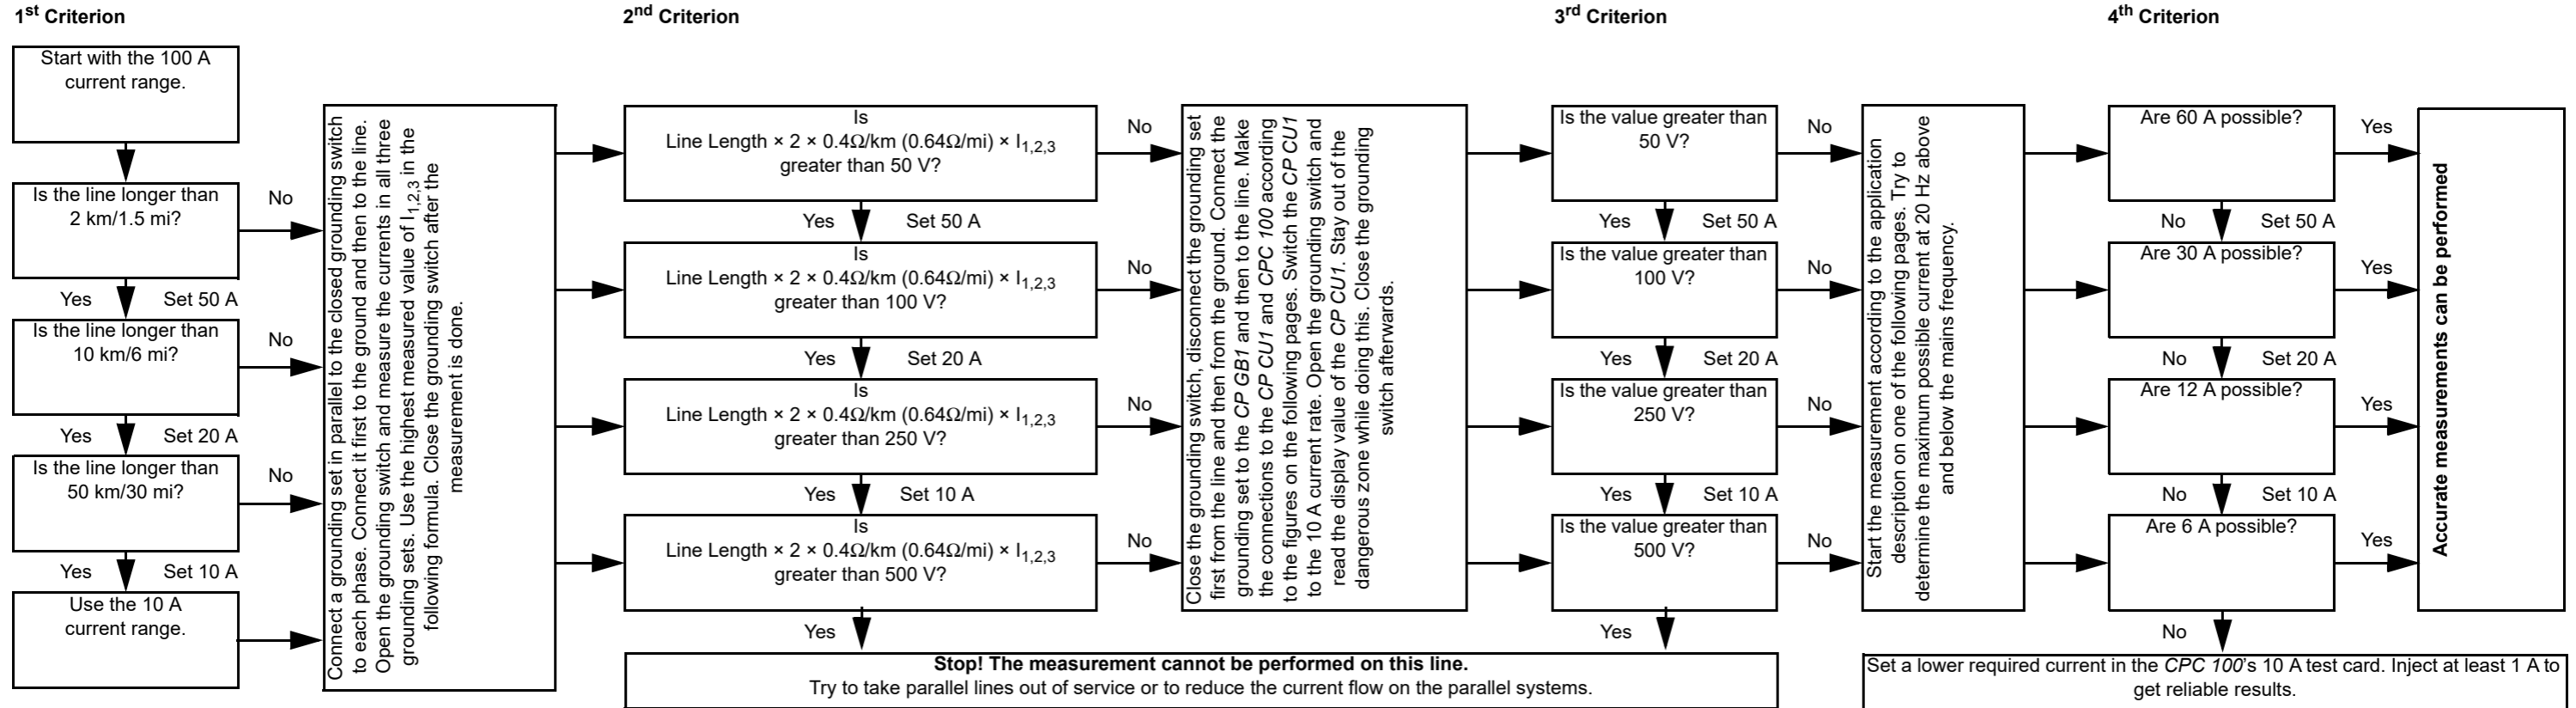 1st Criterion
Start with the 100 A
current range.
Is the line longer than
2 km/1.5 mi?
No
Yes
Set 50 A
Is the line longer than
10 km/6 mi?
No
Yes
Set 20 A
Is the line longer than
50 km/30 mi?
No
Yes
Set 10 A
Use the 10 A
current range.
Connect a grounding set in parallel to the closed grounding switch
to each phase. Connect it first to the ground and then to the line.
Open the grounding switch and measure the currents in all three
grounding sets. Use the highest measured value of I1,2,3 in the
following formula. Close the grounding switch after the
measurement is done.
2nd Criterion
Is
Line Length × 2 × 0.4Ω/km (0.64Ω/mi) × I1,2,3
greater than 50 V?
No
Yes
Set 50 A
Is
Line Length × 2 × 0.4Ω/km (0.64Ω/mi) × I1,2,3
greater than 100 V?
No
Yes
Set 20 A
Is
Line Length × 2 × 0.4Ω/km (0.64Ω/mi) × I1,2,3
greater than 250 V?
No
Yes
Set 10 A
Is
Line Length × 2 × 0.4Ω/km (0.64Ω/mi) × I1,2,3
greater than 500 V?
No
Yes
Close the grounding switch, disconnect the grounding set
first from the line and then from the ground. Connect the
grounding set to the CP GB1 and then to the line. Make
the connections to the CP CU1 and CPC 100 according
to the figures on the following pages. Switch the CP CU1
to the 10 A current rate. Open the grounding switch and
read the display value of the CP CU1. Stay out of the
dangerous zone while doing this. Close the grounding
switch afterwards.
3rd Criterion
Is the value greater than
50 V?
No
Yes
Set 50 A
Is the value greater than
100 V?
No
Yes
Set 20 A
Is the value greater than
250 V?
No
Yes
Set 10 A
Is the value greater than
500 V?
No
Yes
Stop! The measurement cannot be performed on this line.
Try to take parallel lines out of service or to reduce the current flow on the parallel systems.
Start the measurement according to the application
description on one of the following pages. Try to
determine the maximum possible current at 20 Hz above
and below the mains frequency.
4th Criterion
Are 60 A possible?
Yes
No
Set 50 A
Are 30 A possible?
Yes
No
Set 20 A
Are 12 A possible?
Yes
No
Set 10 A
Are 6 A possible?
Yes
No
Accurate measurements can be performed
Set a lower required current in the CPC 100's 10 A test card. Inject at least 1 A to
get reliable results.